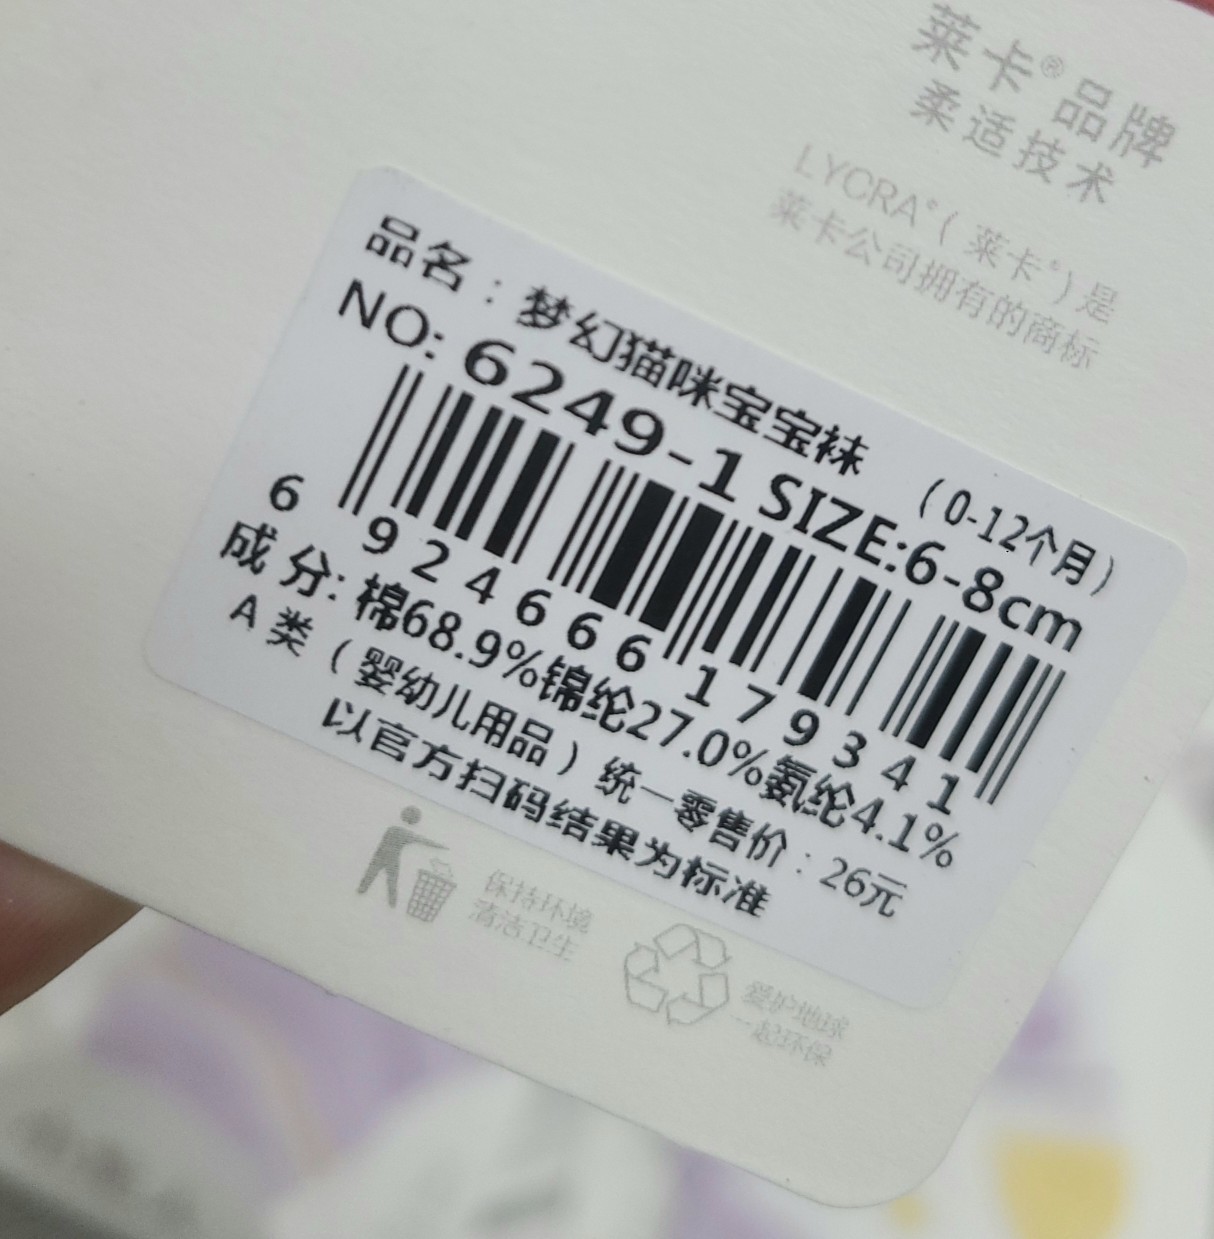 莱卡®品牌
柔适技术
LYCRA®(莱卡®)是
莱卡公司拥有的商标
品名：梦幻猫咪宝宝袜
（0-12个月）
NO: 6249-1 SIZE:6-8cm
6 924666 179341
成 分: 棉68.9%锦纶27.0%氨纶4.1%
A 类（婴幼儿用品）统一零售价：26元
以官方扫码结果为标准
保持环境
清洁卫生
爱护地球
一起环保